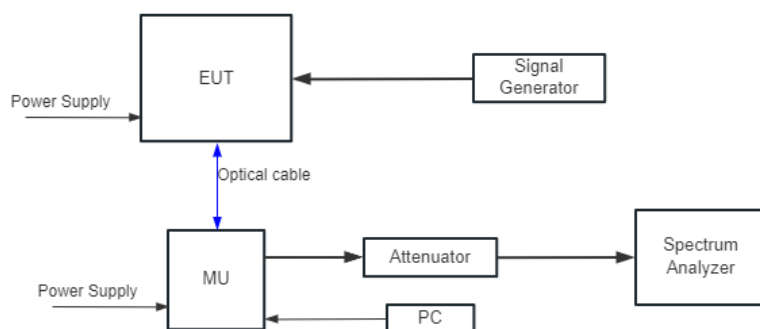 EUT
Signal
Generator
Power Supply
Optical cable
MU
Attenuator
Spectrum
Analyzer
Power Supply
PC